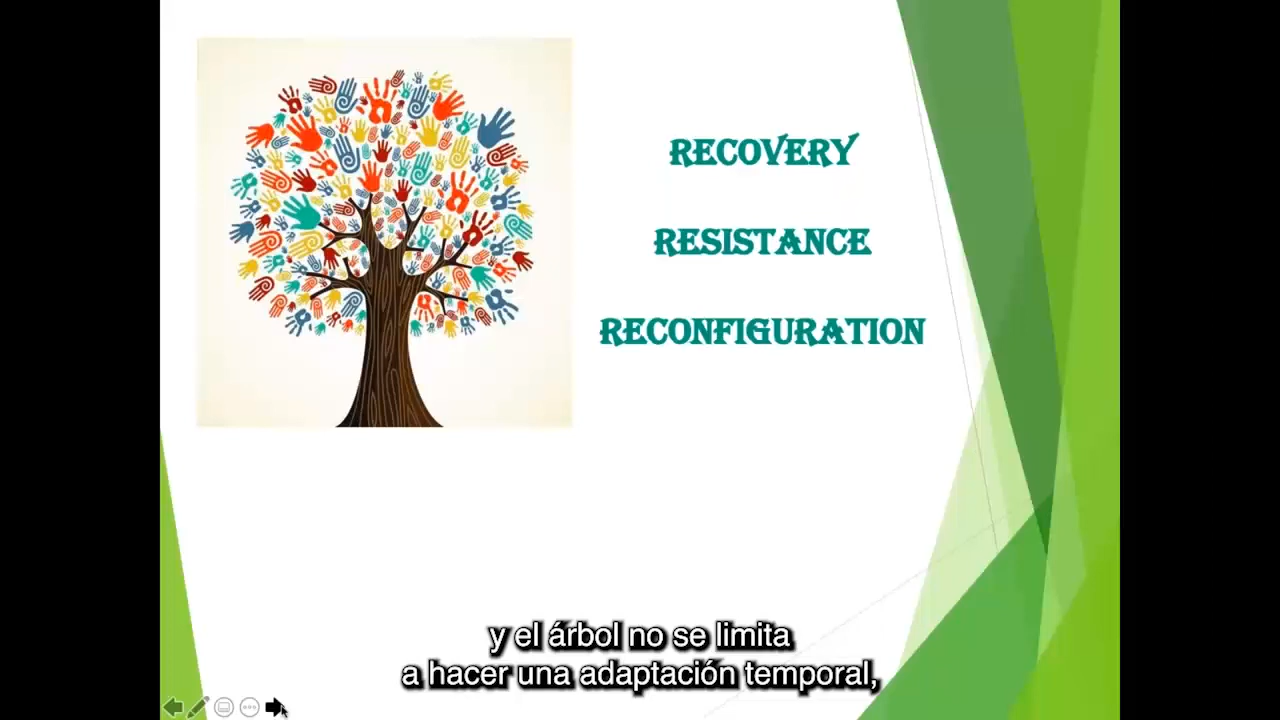 RECOVERY
RESISTANCE
RECONFIGURATION
y el árbol no se limita
a hacer una adaptación temporal,